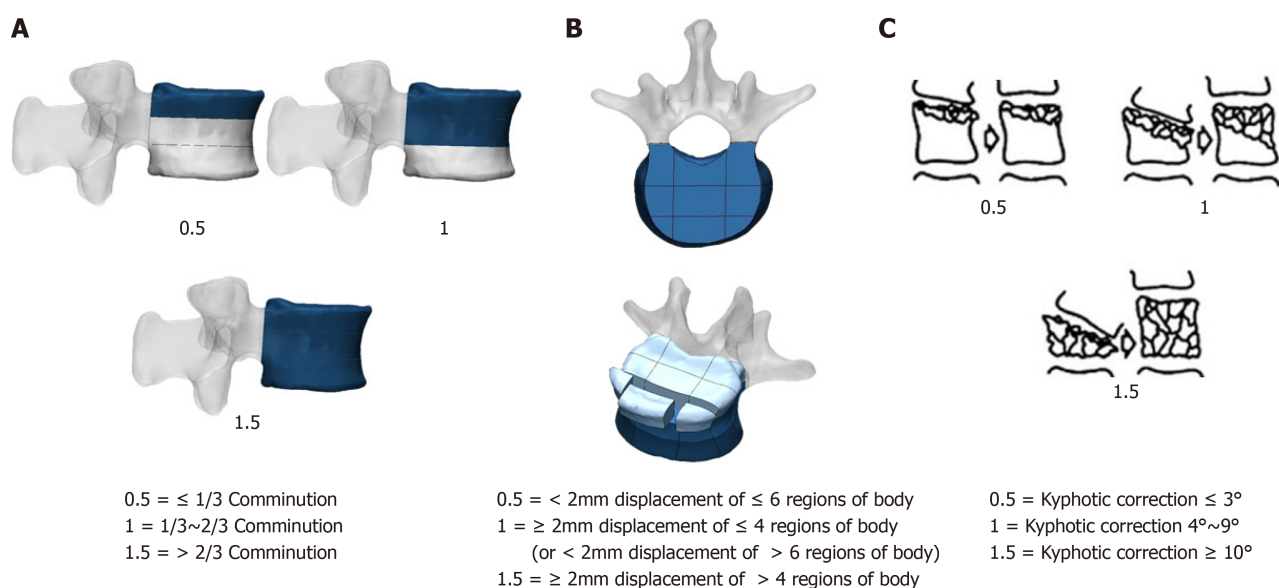 A
B
C
0.5
1
0.5
1
1.5
1.5
0.5 = ≤ 1/3 Comminution
1 = 1/3~2/3 Comminution
1.5 = > 2/3 Comminution
0.5 = < 2mm displacement of ≤ 6 regions of body
1 = ≥ 2mm displacement of ≤ 4 regions of body
(or < 2mm displacement of > 6 regions of body)
1.5 = ≥ 2mm displacement of > 4 regions of body
0.5 = Kyphotic correction ≤ 3°
1 = Kyphotic correction 4°~9°
1.5 = Kyphotic correction ≥ 10°